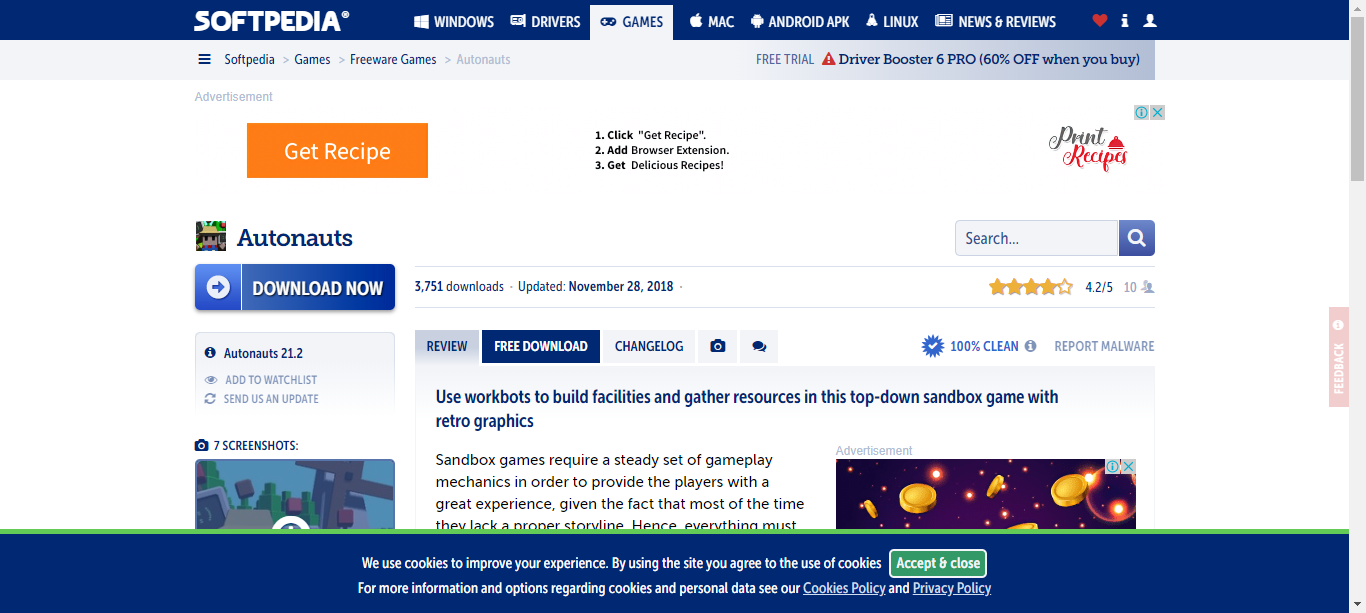 SOFTPEDIA®
WINDOWS DRIVERS GAMES MAC ANDROID APK LINUX NEWS & REVIEWS
Softpedia > Games > Freeware Games > Autonauts
FREE TRIAL Driver Booster 6 PRO (60% OFF when you buy)
Advertisement
Get Recipe
1. Click "Get Recipe".
2. Add Browser Extension.
3. Get Delicious Recipes!
Print
Recipes
Autonauts
Search...
DOWNLOAD NOW
3,751 downloads · Updated: November 28, 2018 ·
4.2/5 10
Autonauts 21.2
ADD TO WATCHLIST
SEND US AN UPDATE
7 SCREENSHOTS:
REVIEW FREE DOWNLOAD CHANGELOG
100% CLEAN REPORT MALWARE
Use workbots to build facilities and gather resources in this top-down sandbox game with
retro graphics
Sandbox games require a steady set of gameplay
mechanics in order to provide the players with a
great experience, given the fact that most of the time
they lack a proper storyline. Hence, everything must
Advertisement
FEEDBACK
We use cookies to improve your experience. By using the site you agree to the use of cookies Accept & close
For more information and options regarding cookies and personal data see our Cookies Policy and Privacy Policy